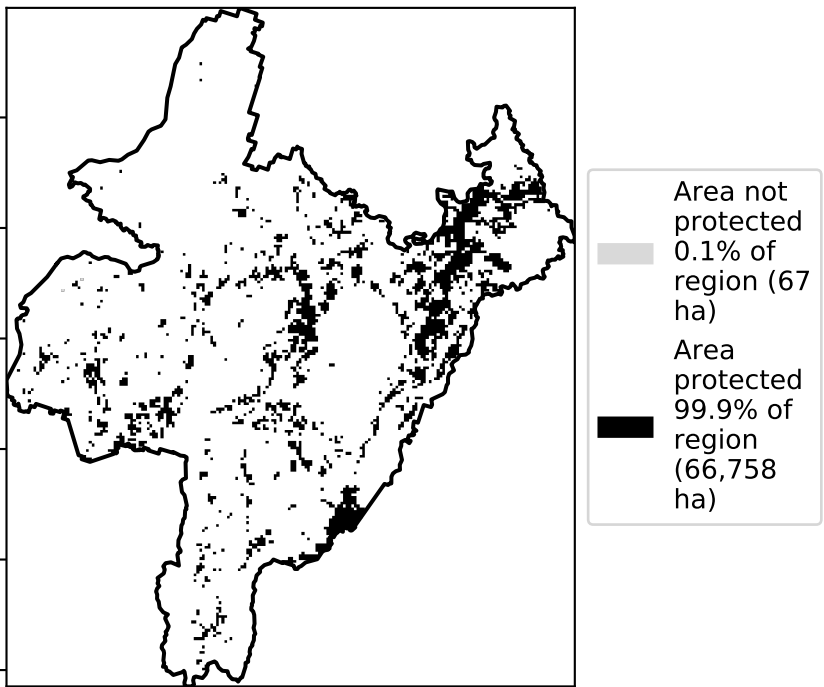 Area not
protected
0.1% of
region (67
ha)
Area
protected
99.9% of
region
(66,758
ha)